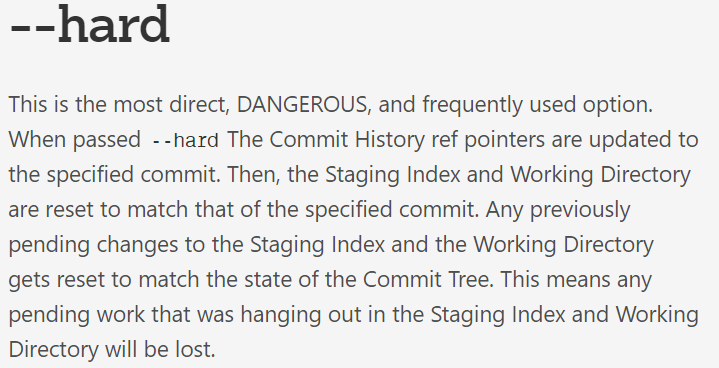 --hard
This is the most direct, DANGEROUS, and frequently used option.
When passed --hard The Commit History ref pointers are updated to
the specified commit. Then, the Staging Index and Working Directory
are reset to match that of the specified commit. Any previously
pending changes to the Staging Index and the Working Directory
gets reset to match the state of the Commit Tree. This means any
pending work that was hanging out in the Staging Index and Working
Directory will be lost.